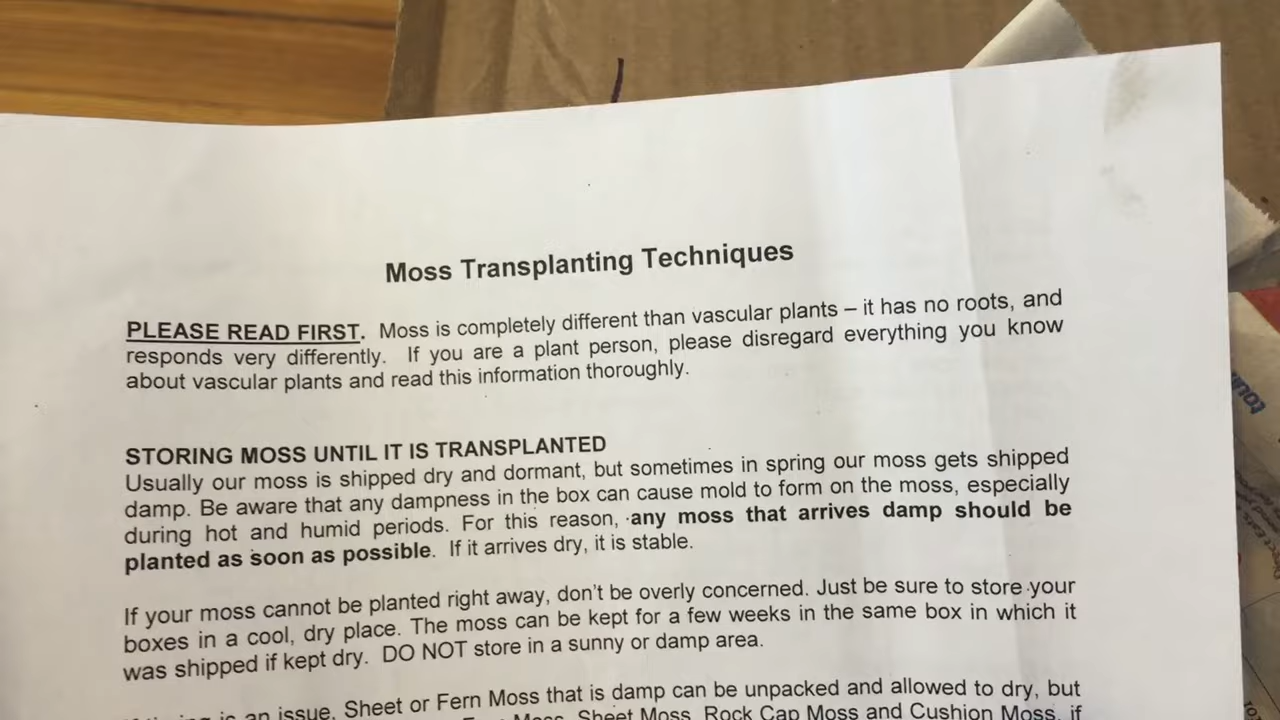 Moss Transplanting Techniques
PLEASE READ FIRST. Moss is completely different than vascular plants – it has no roots, and
responds very differently. If you are a plant person, please disregard everything you know
about vascular plants and read this information thoroughly.
STORING MOSS UNTIL IT IS TRANSPLANTED
Usually our moss is shipped dry and dormant, but sometimes in spring our moss gets shipped
damp. Be aware that any dampness in the box can cause mold to form on the moss, especially
during hot and humid periods. For this reason, any moss that arrives damp should be
planted as soon as possible. If it arrives dry, it is stable.
If your moss cannot be planted right away, don't be overly concerned. Just be sure to store your
boxes in a cool, dry place. The moss can be kept for a few weeks in the same box in which it
was shipped if kept dry. DO NOT store in a sunny or damp area.
is an issue, Sheet or Fern Moss that is damp can be unpacked and allowed to dry, but
Moss, Sheet Moss, Rock Cap Moss and Cushion Moss, if